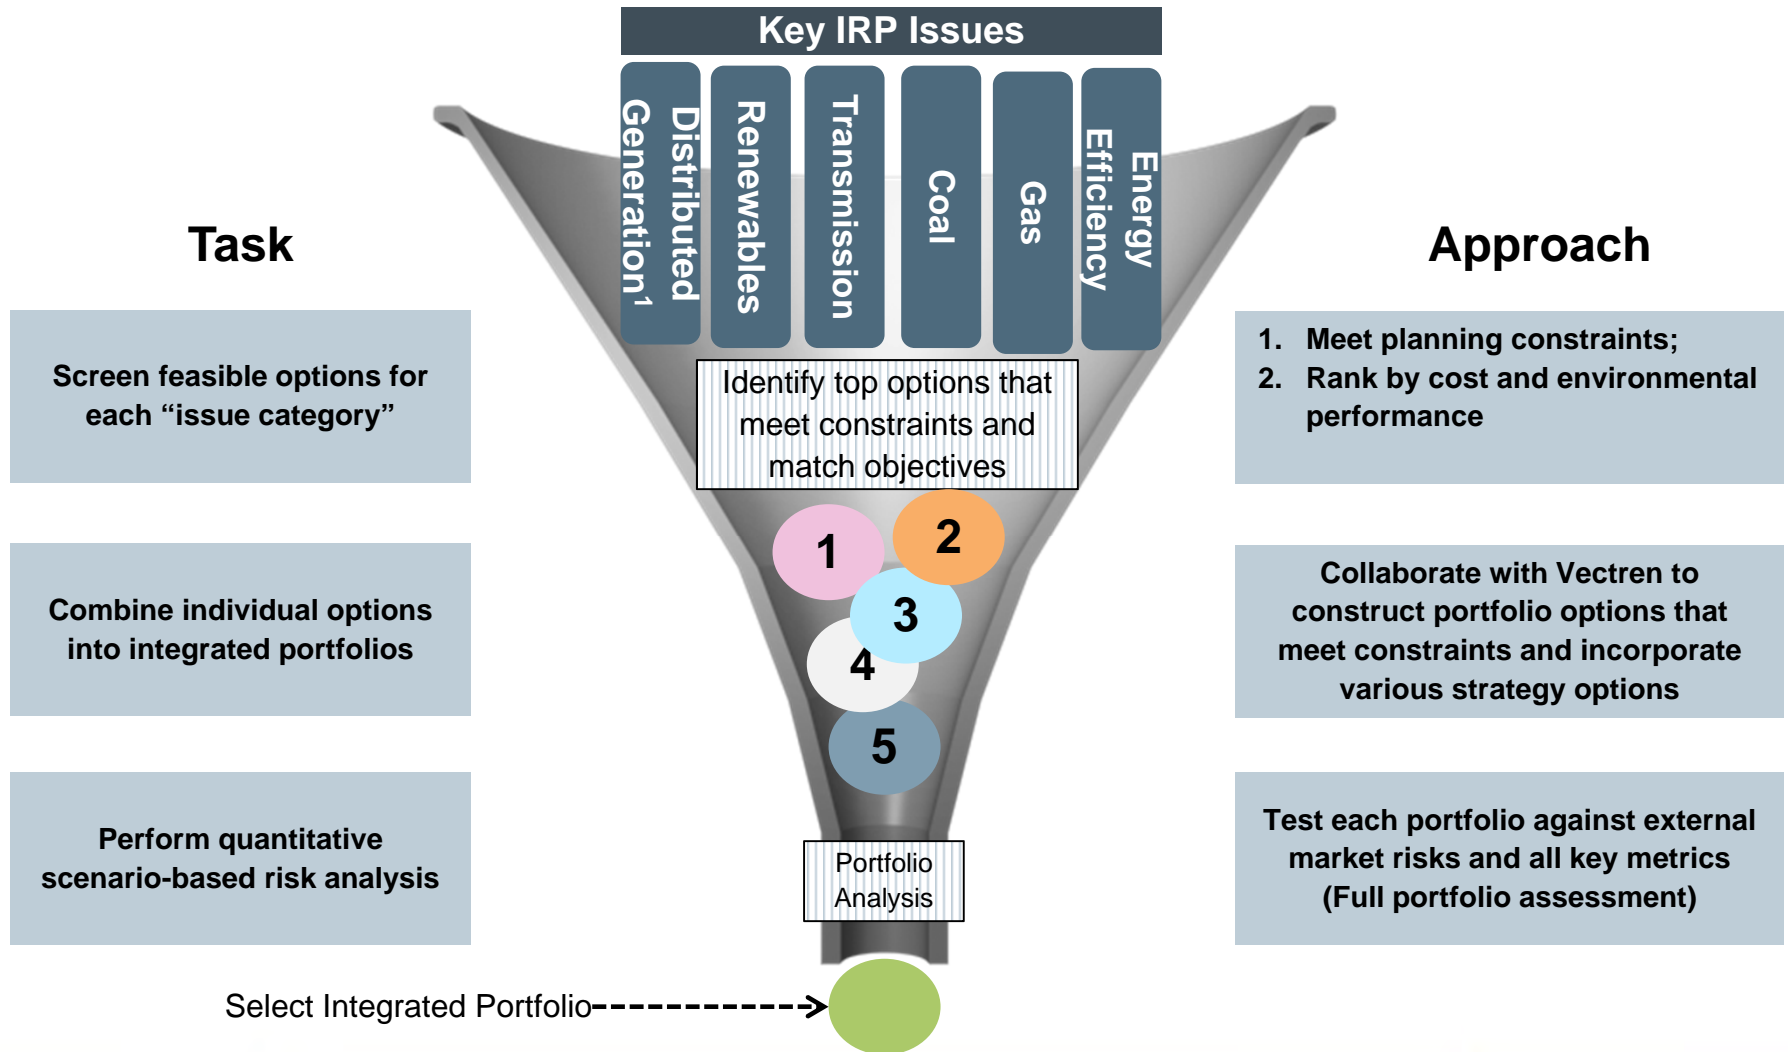 Key IRP Issues
Distributed
Generation¹
Renewables
Transmission
Coal
Gas
Energy
Efficiency
Task
Approach
Screen feasible options for
each “issue category”
Identify top options that
meet constraints and
match objectives
1. Meet planning constraints;
2. Rank by cost and environmental
performance
1
2
3
4
5
Combine individual options
into integrated portfolios
Collaborate with Vectren to
construct portfolio options that
meet constraints and incorporate
various strategy options
Perform quantitative
scenario-based risk analysis
Portfolio
Analysis
Test each portfolio against external
market risks and all key metrics
(Full portfolio assessment)
Select Integrated Portfolio